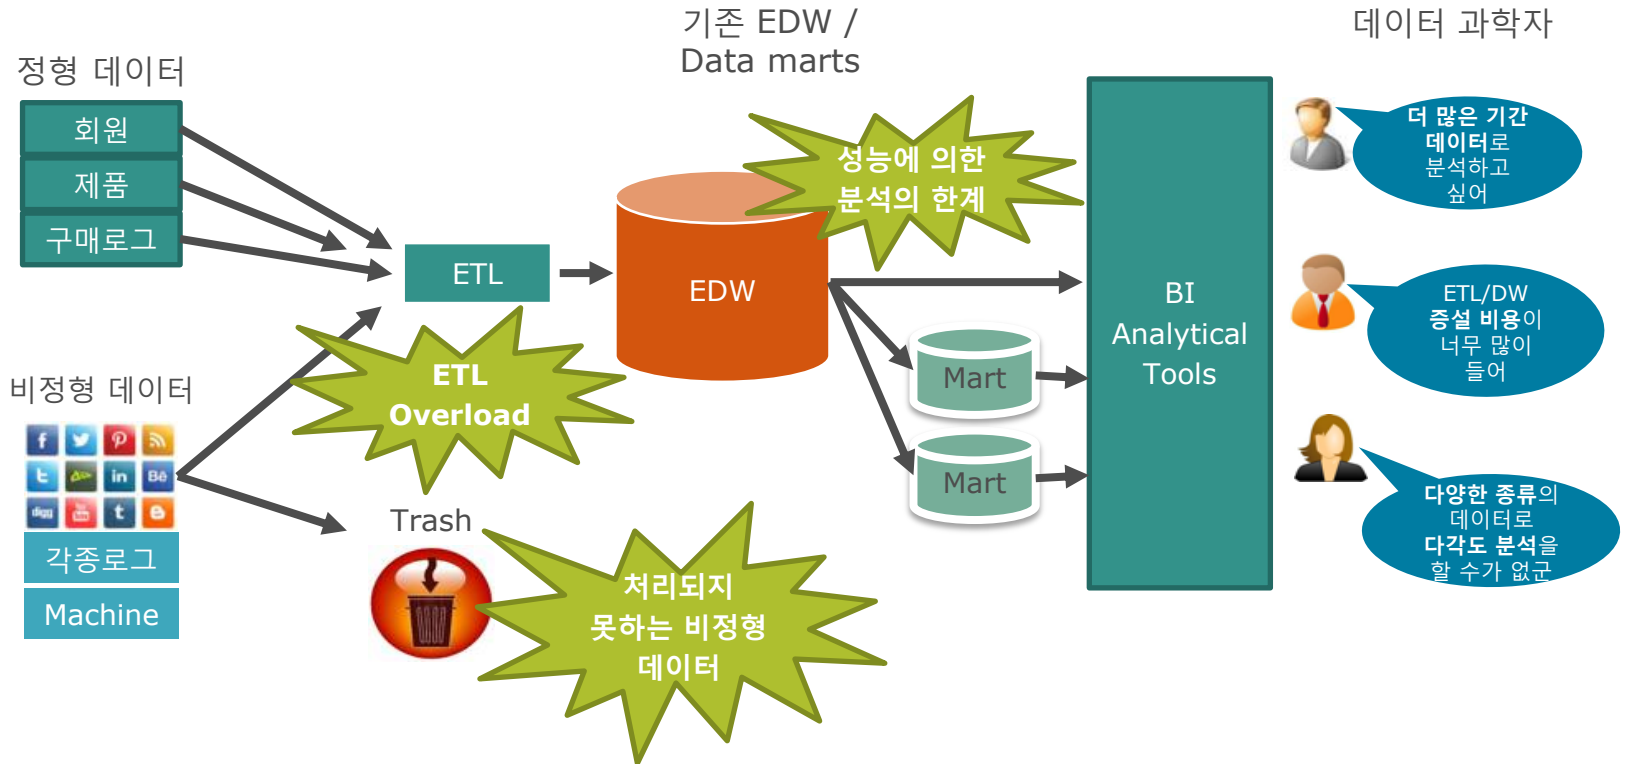 기존 EDW /
Data marts
데이터 과학자
정형 데이터
회원
제품
구매로그
ETL
EDW
성능에 의한
분석의 한계
BI
Analytical
Tools
더 많은 기간
데이터로
분석하고
싶어
ETL/DW
증설 비용이
너무 많이
들어
다양한 종류의
데이터로
다각도 분석을
할 수가 없군
Mart
Mart
ETL
Overload
비정형 데이터
f
in
Bē
digg
You
Tube
t
각종로그
Machine
Trash
처리되지
못하는 비정형
데이터